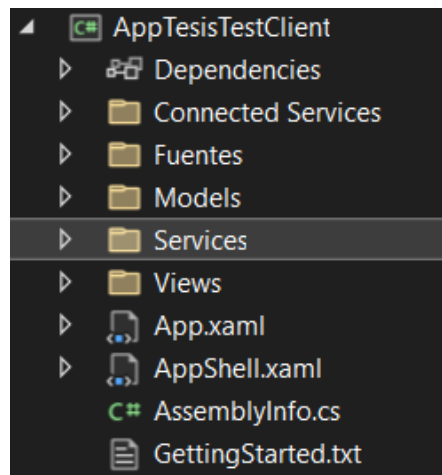 C# AppTesisTestClient
Dependencies
Connected Services
Fuentes
Models
Services
Views
App.xaml
AppShell.xaml
C# AssemblyInfo.cs
GettingStarted.txt